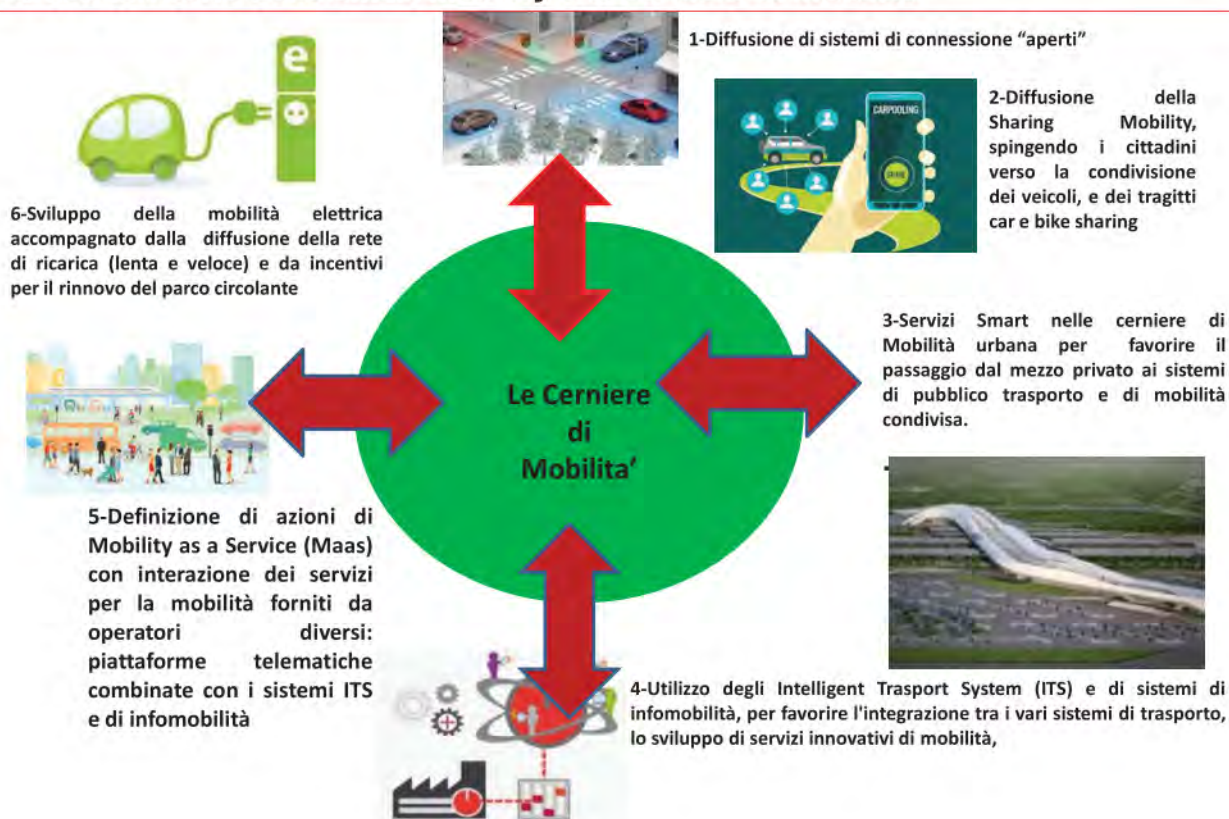 1-Diffusione di sistemi di connessione “aperti”
2-Diffusione della
Sharing Mobility,
spingendo i cittadini
verso la condivisione
dei veicoli, e dei tragitti
car e bike sharing
CARPOOLING
e
6-Sviluppo della mobilità elettrica
accompagnato dalla diffusione della rete
di ricarica (lenta e veloce) e da incentivi
per il rinnovo del parco circolante
3-Servizi Smart nelle cerniere di
Mobilità urbana per favorire il
passaggio dal mezzo privato ai sistemi
di pubblico trasporto e di mobilità
condivisa.
Le Cerniere
di
Mobilita’
5-Definizione di azioni di
Mobility as a Service (Maas)
con interazione dei servizi
per la mobilità forniti da
operatori diversi:
piattaforme telematiche
combinate con i sistemi ITS
e di infomobilità
4-Utilizzo degli Intelligent Trasport System (ITS) e di sistemi di
infomobilità, per favorire l'integrazione tra i vari sistemi di trasporto,
lo sviluppo di servizi innovativi di mobilità,